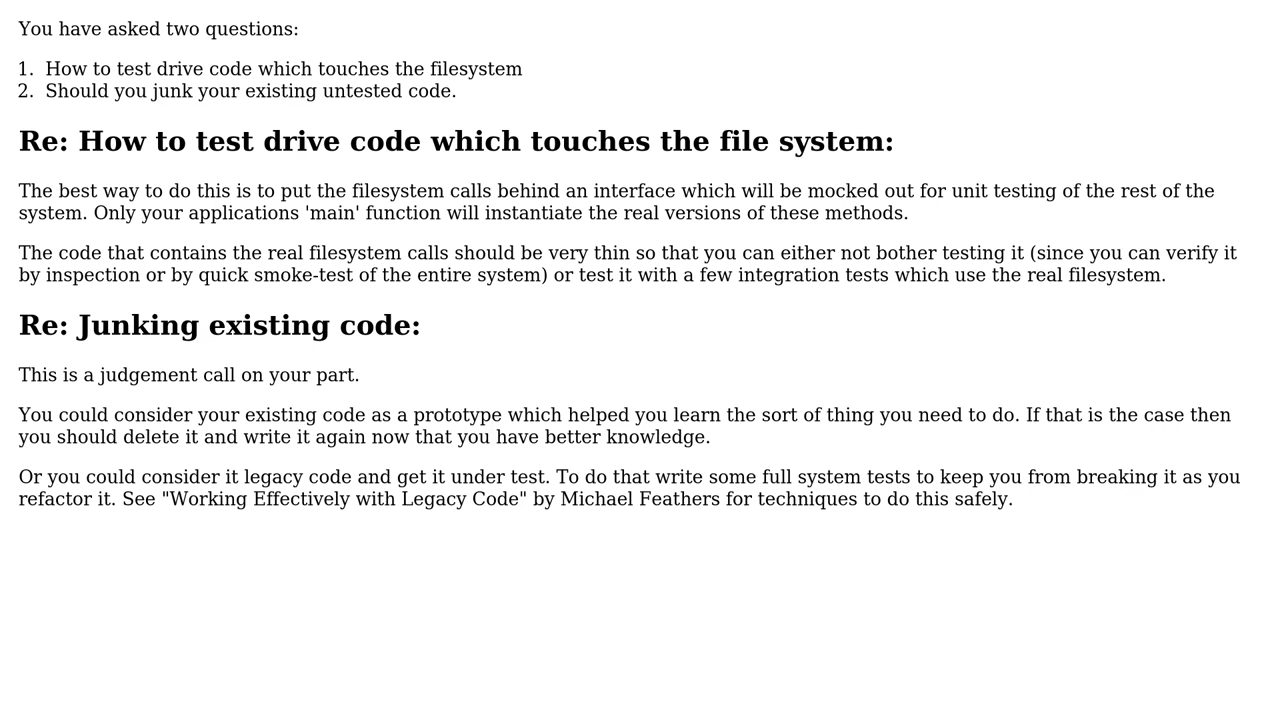 You have asked two questions:
1. How to test drive code which touches the filesystem
2. Should you junk your existing untested code.
Re: How to test drive code which touches the file system:
The best way to do this is to put the filesystem calls behind an interface which will be mocked out for unit testing of the rest of the
system. Only your applications 'main' function will instantiate the real versions of these methods.
The code that contains the real filesystem calls should be very thin so that you can either not bother testing it (since you can verify it
by inspection or by quick smoke-test of the entire system) or test it with a few integration tests which use the real filesystem.
Re: Junking existing code:
This is a judgement call on your part.
You could consider your existing code as a prototype which helped you learn the sort of thing you need to do. If that is the case then
you should delete it and write it again now that you have better knowledge.
Or you could consider it legacy code and get it under test. To do that write some full system tests to keep you from breaking it as you
refactor it. See "Working Effectively with Legacy Code" by Michael Feathers for techniques to do this safely.